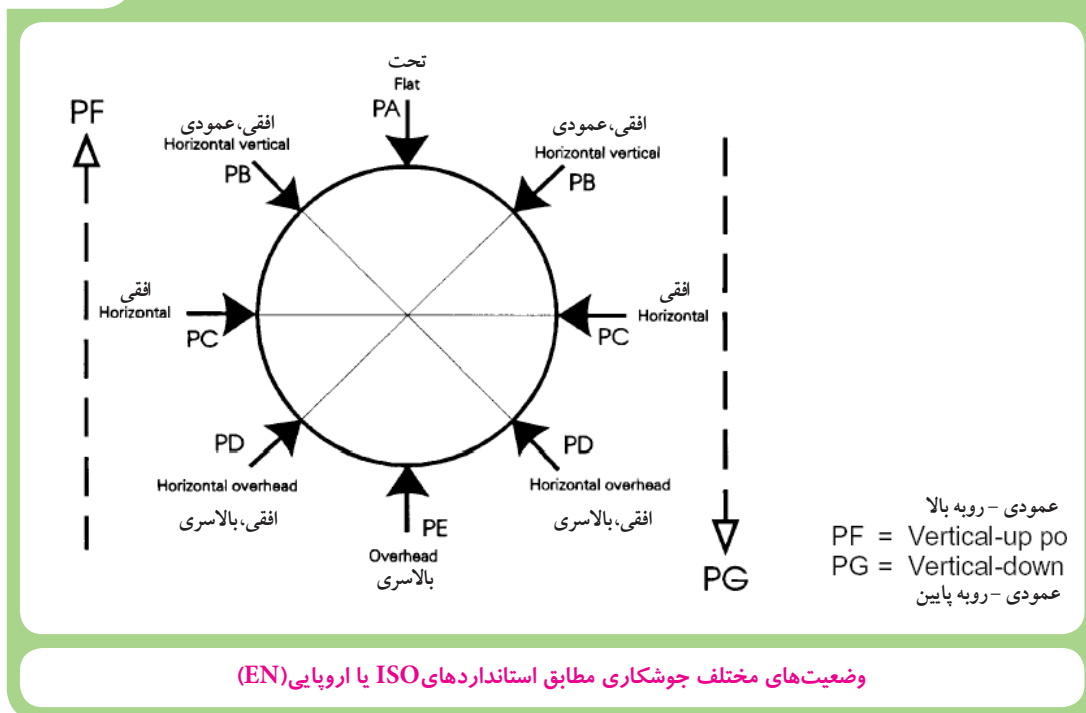 تحت
Flat
PA
PF
افقی،عمودی
Horizontal vertical
PB
افقی،عمودی
Horizontal vertical
PB
افقی
Horizontal
PC
افقی
Horizontal
PC
PD
Horizontal overhead
افقی،بالاسری
PD
Horizontal overhead
افقی،بالاسری
PE
Overhead
بالاسری
PG
عمودی – روبه بالا
PF = Vertical-up po
PG = Vertical-down
عمودی – روبه پایین
وضعیت‌های مختلف جوشکاری مطابق استانداردهای ISO یا اروپایی(EN)